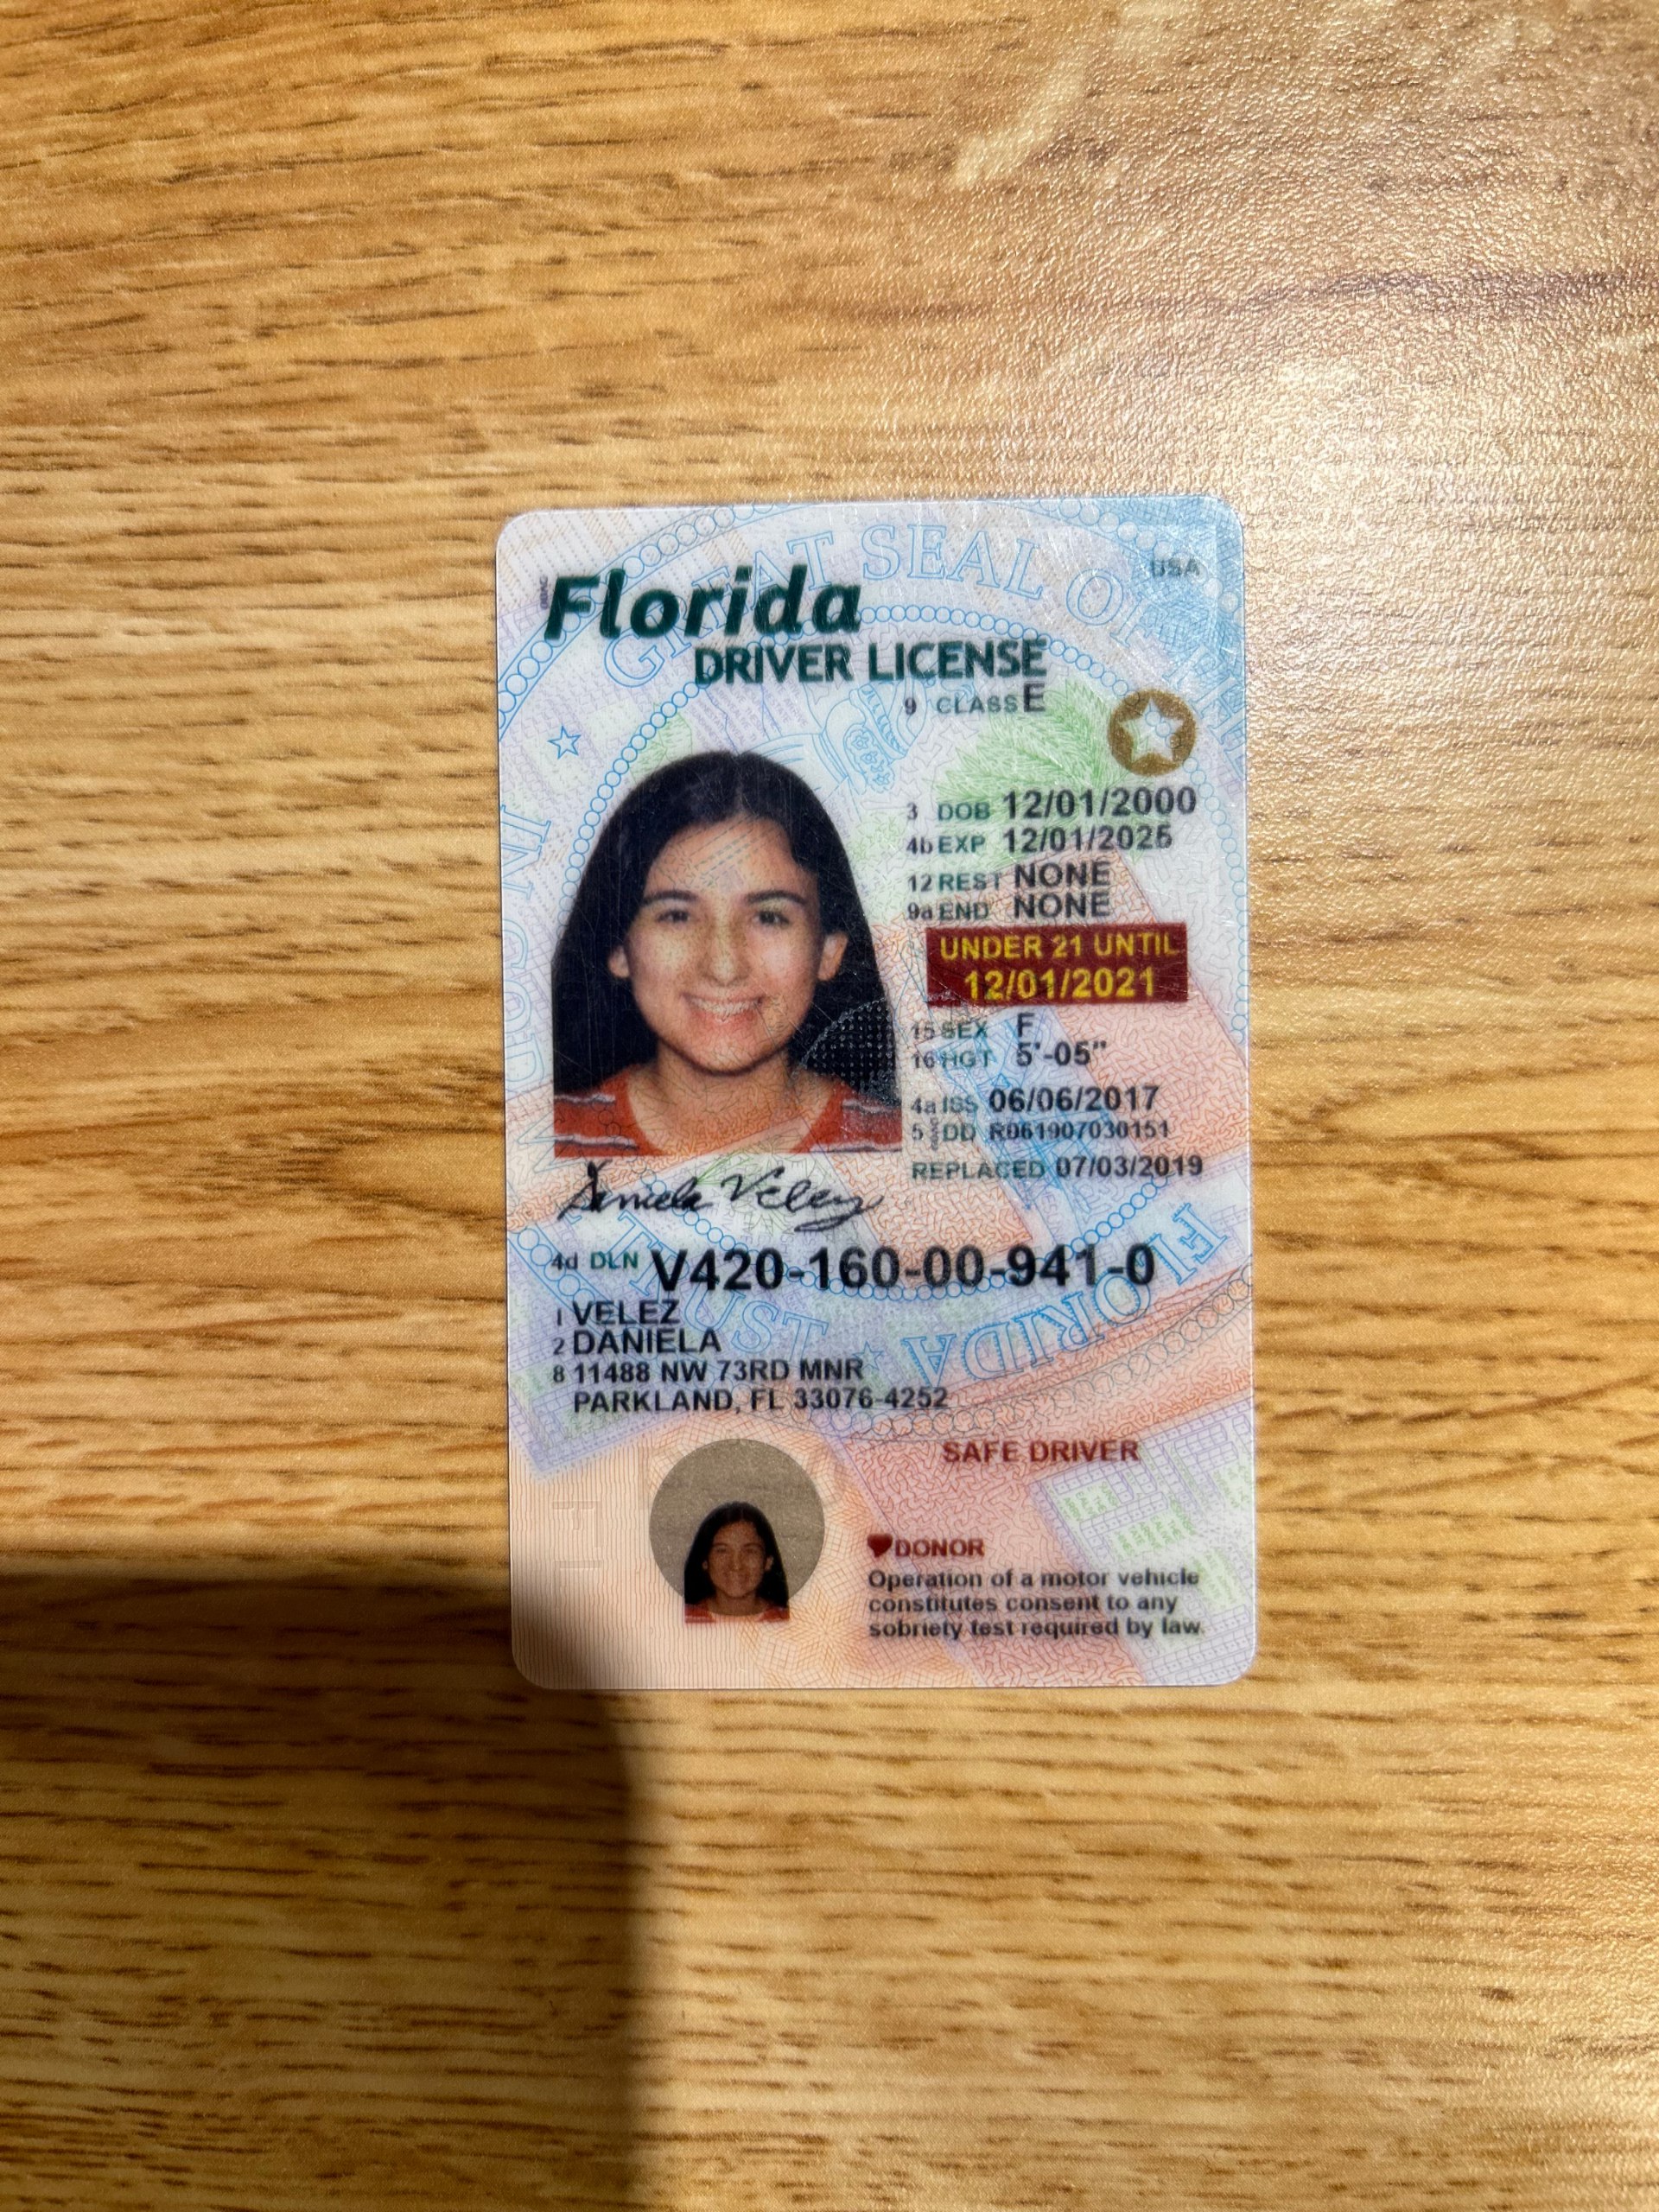 USA
Florida
DRIVER LICENSE
9 CLASS E
GREAT SEAL OF THE
3 DOB 12/01/2000
4b EXP 12/01/2025
12 REST NONE
9a END NONE
UNDER 21 UNTIL
12/01/2021
15 SEX F
16 HGT 5'-05"
4a ISS 06/06/2017
5 DD R061907030151
REPLACED 07/03/2019
Daniela Velez
4d DLN V420-160-00-941-0
1 VELEZ
2 DANIELA
8 11488 NW 73RD MNR
PARKLAND, FL 33076-4252
FLORIDA
IN GOD WE TRUST
SAFE DRIVER
DONOR
Operation of a motor vehicle
constitutes consent to any
sobriety test required by law.